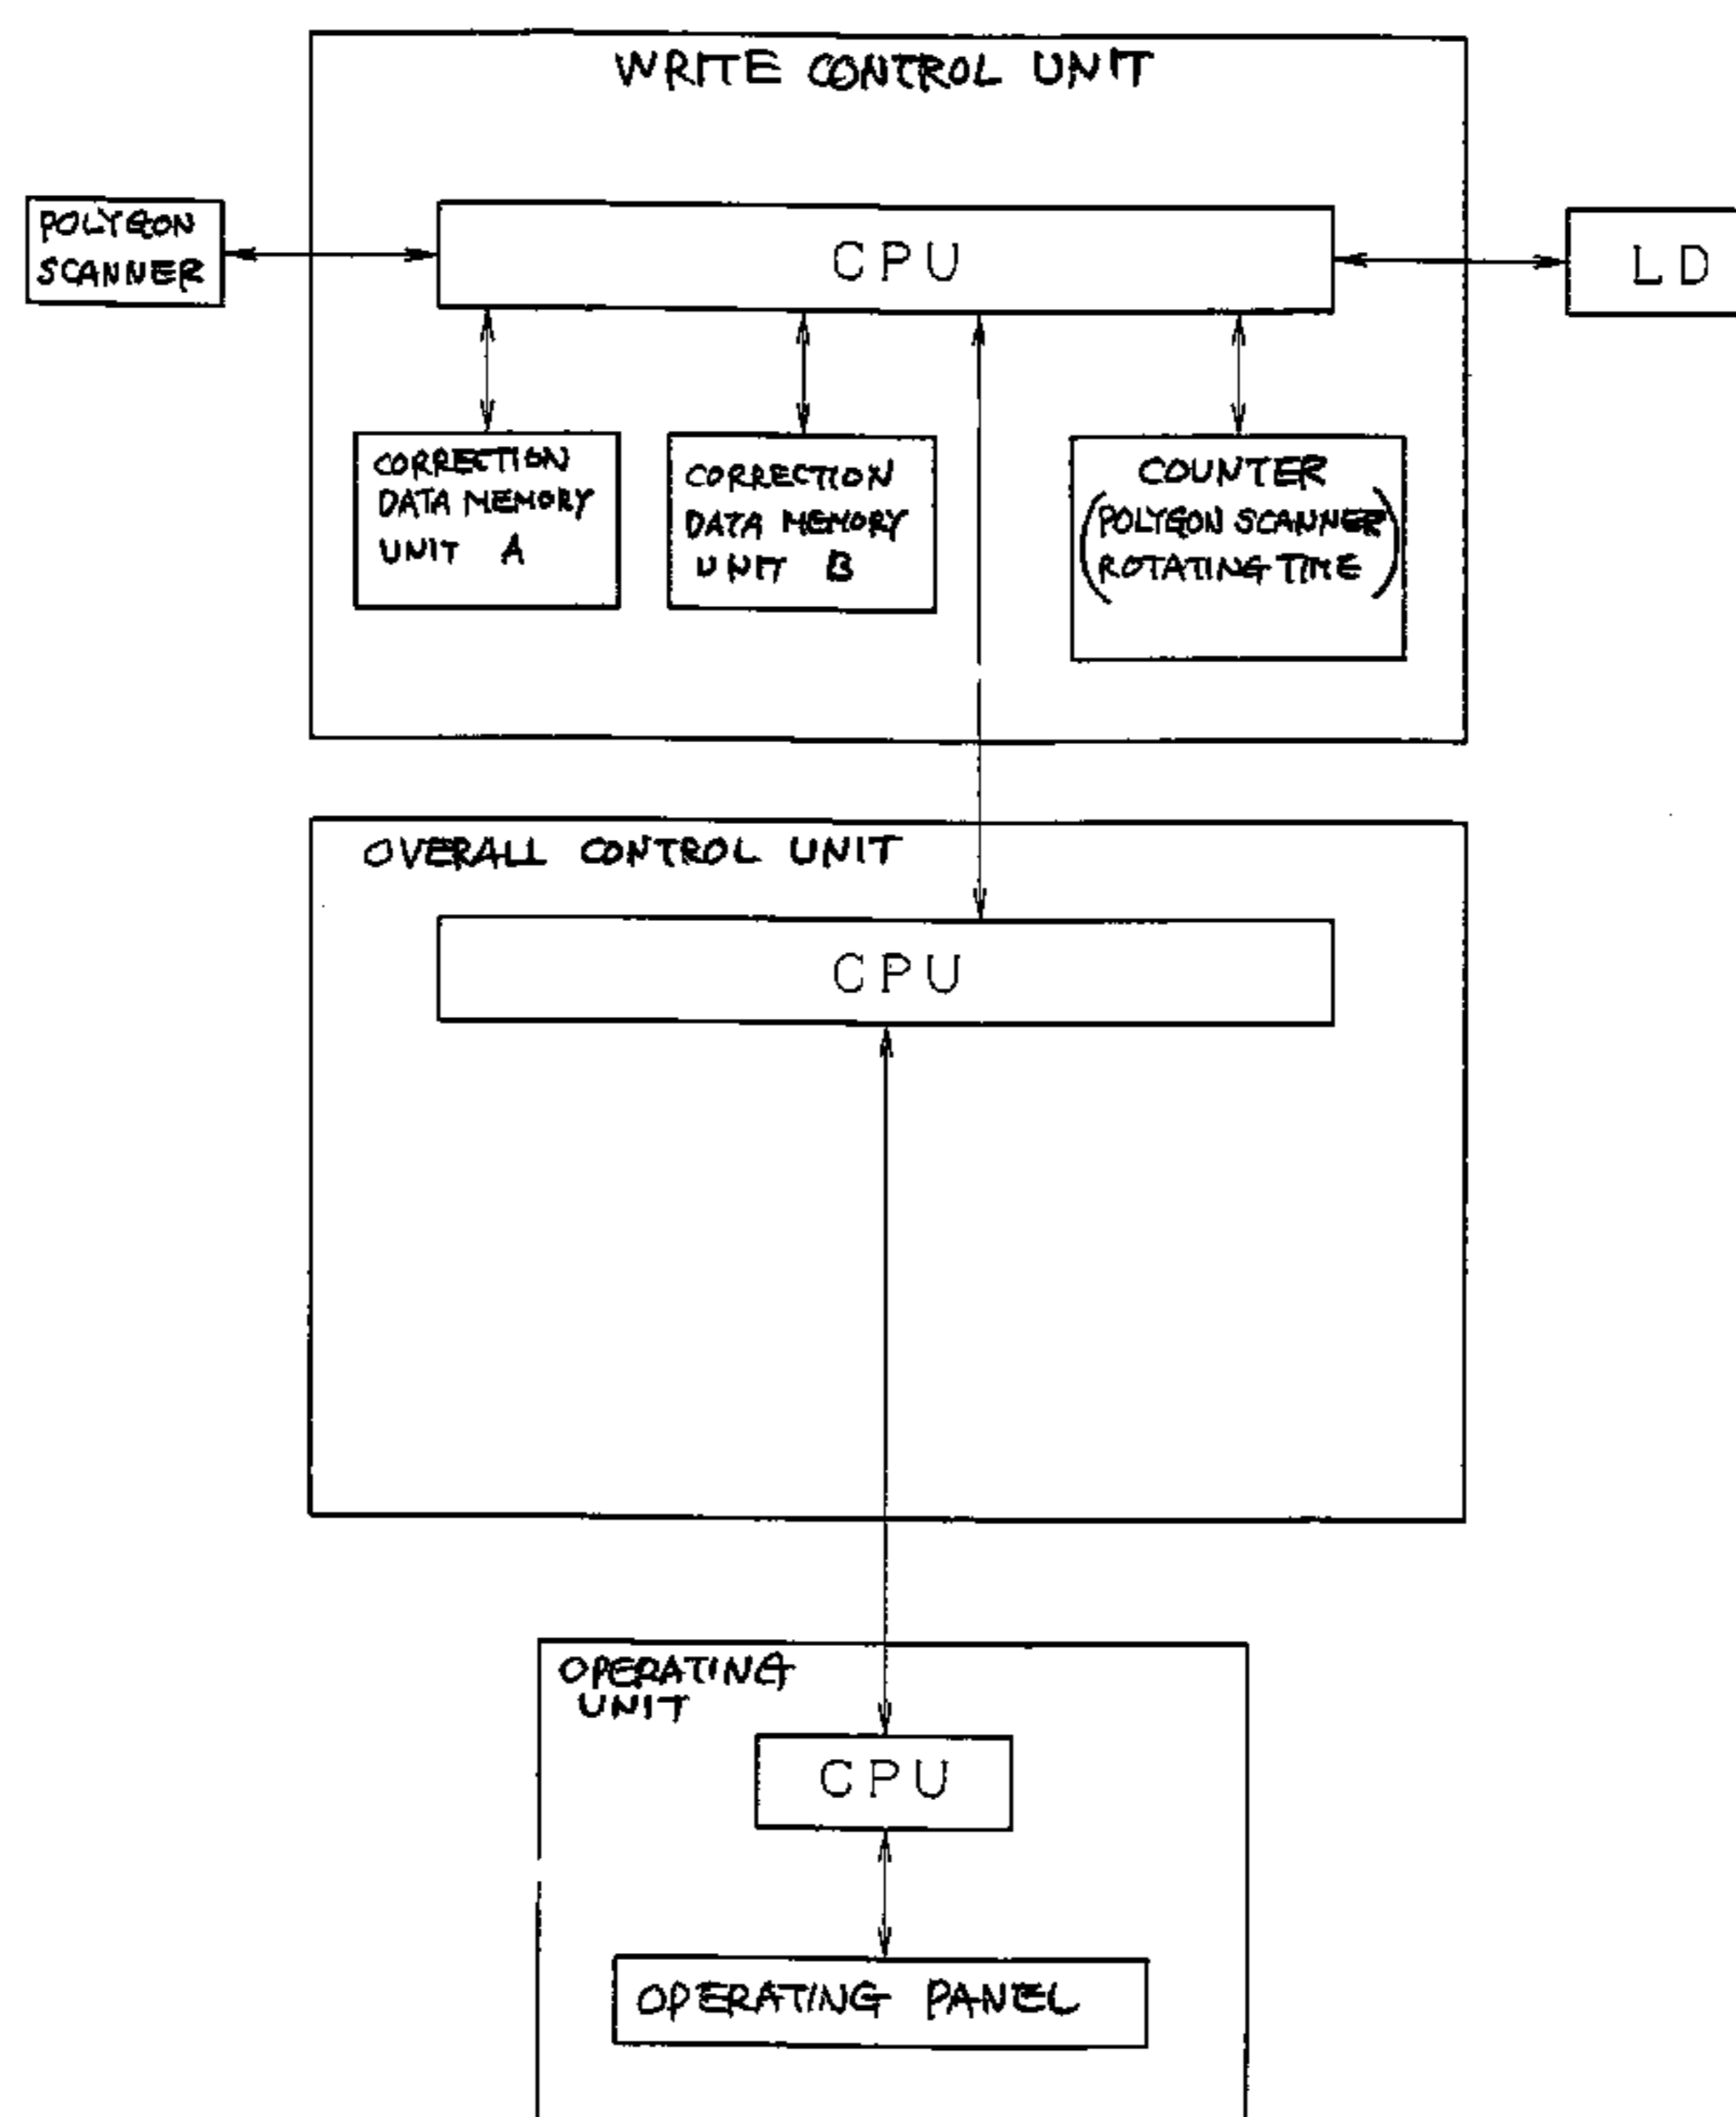 WRITE CONTROL UNIT
POLYGON
SCANNER
CPU
LD
CORRECTION
DATA MEMORY
UNIT A
CORRECTION
DATA MEMORY
UNIT B
COUNTER
(POLYGON SCANNER
ROTATING TIME)
OVERALL CONTROL UNIT
CPU
OPERATING
UNIT
CPU
OPERATING PANEL